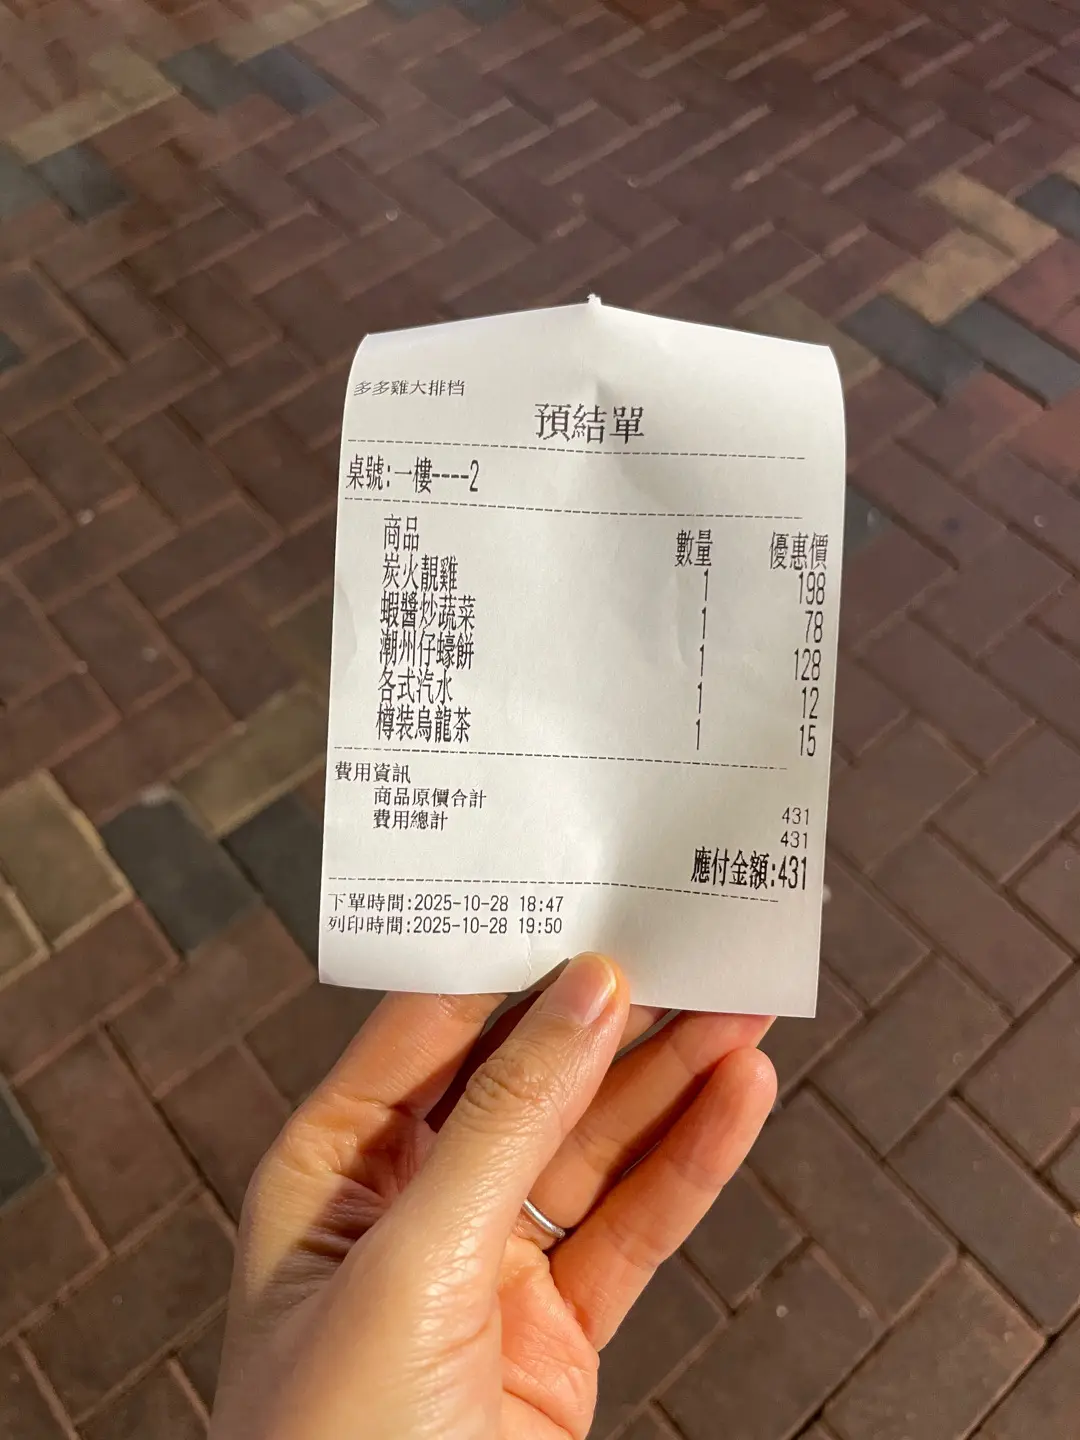 多多雞大排档
預結單
桌號:一樓----2
商品 數量 優惠價
炭火靚雞 1 198
蝦醬炒蔬菜 1 78
潮州仔蠔餅 1 128
各式汽水 1 12
樽装烏龍茶 1 15
費用資訊
商品原價合計 431
費用總計 431
應付金額:431
下單時間:2025-10-28 18:47
列印時間:2025-10-28 19:50